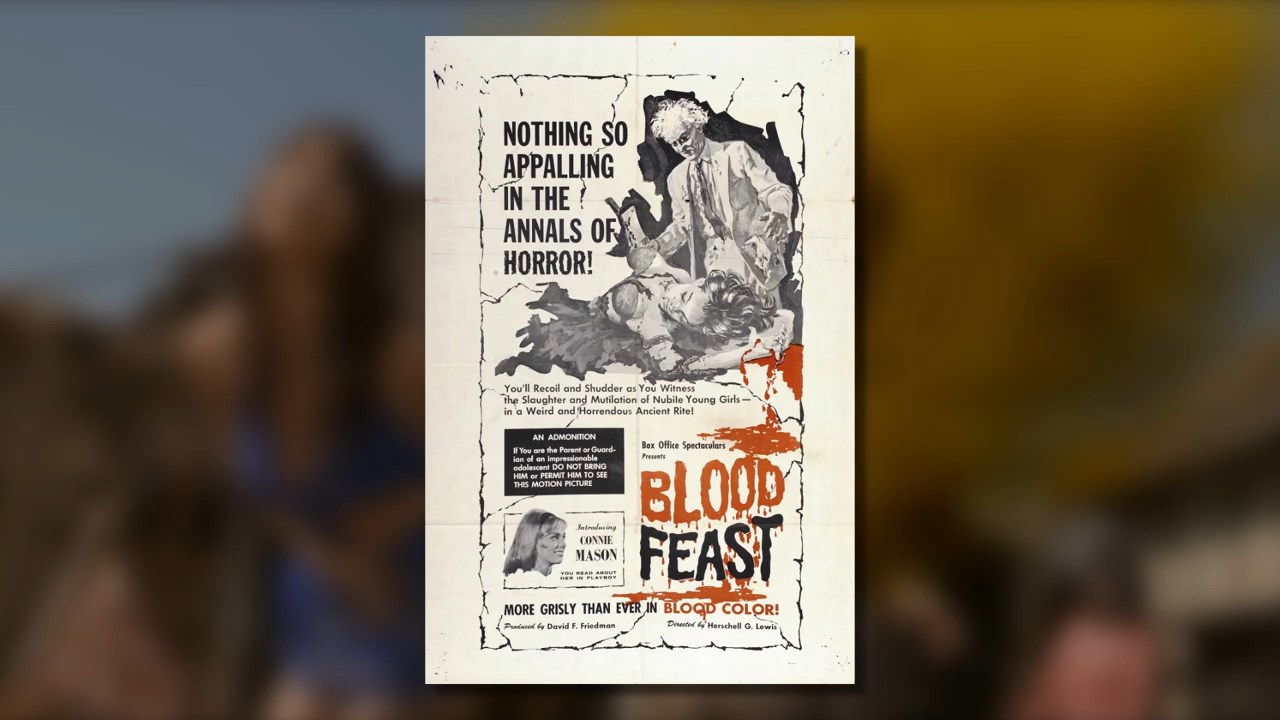 NOTHING SO
APPALLING
IN THE
ANNALS OF
HORROR!
You'll Recoil and Shudder as You Witness
the Slaughter and Mutilation of Nubile Young Girls—
in a Weird and Horrendous Ancient Rite!
AN ADMONITION
If you are the Parent or Guard-
ian of an impressionable
adolescent DO NOT BRING
HIM or PERMIT HIM TO SEE
THIS MOTION PICTURE
Introducing
CONNIE
MASON
YOU READ ABOUT
HER IN PLAYBOY
Box Office Spectaculars
Presents
BLOOD
FEAST
MORE GRISLY THAN EVER IN BLOOD COLOR!
Produced by David F. Friedman
Directed by Herschell G. Lewis